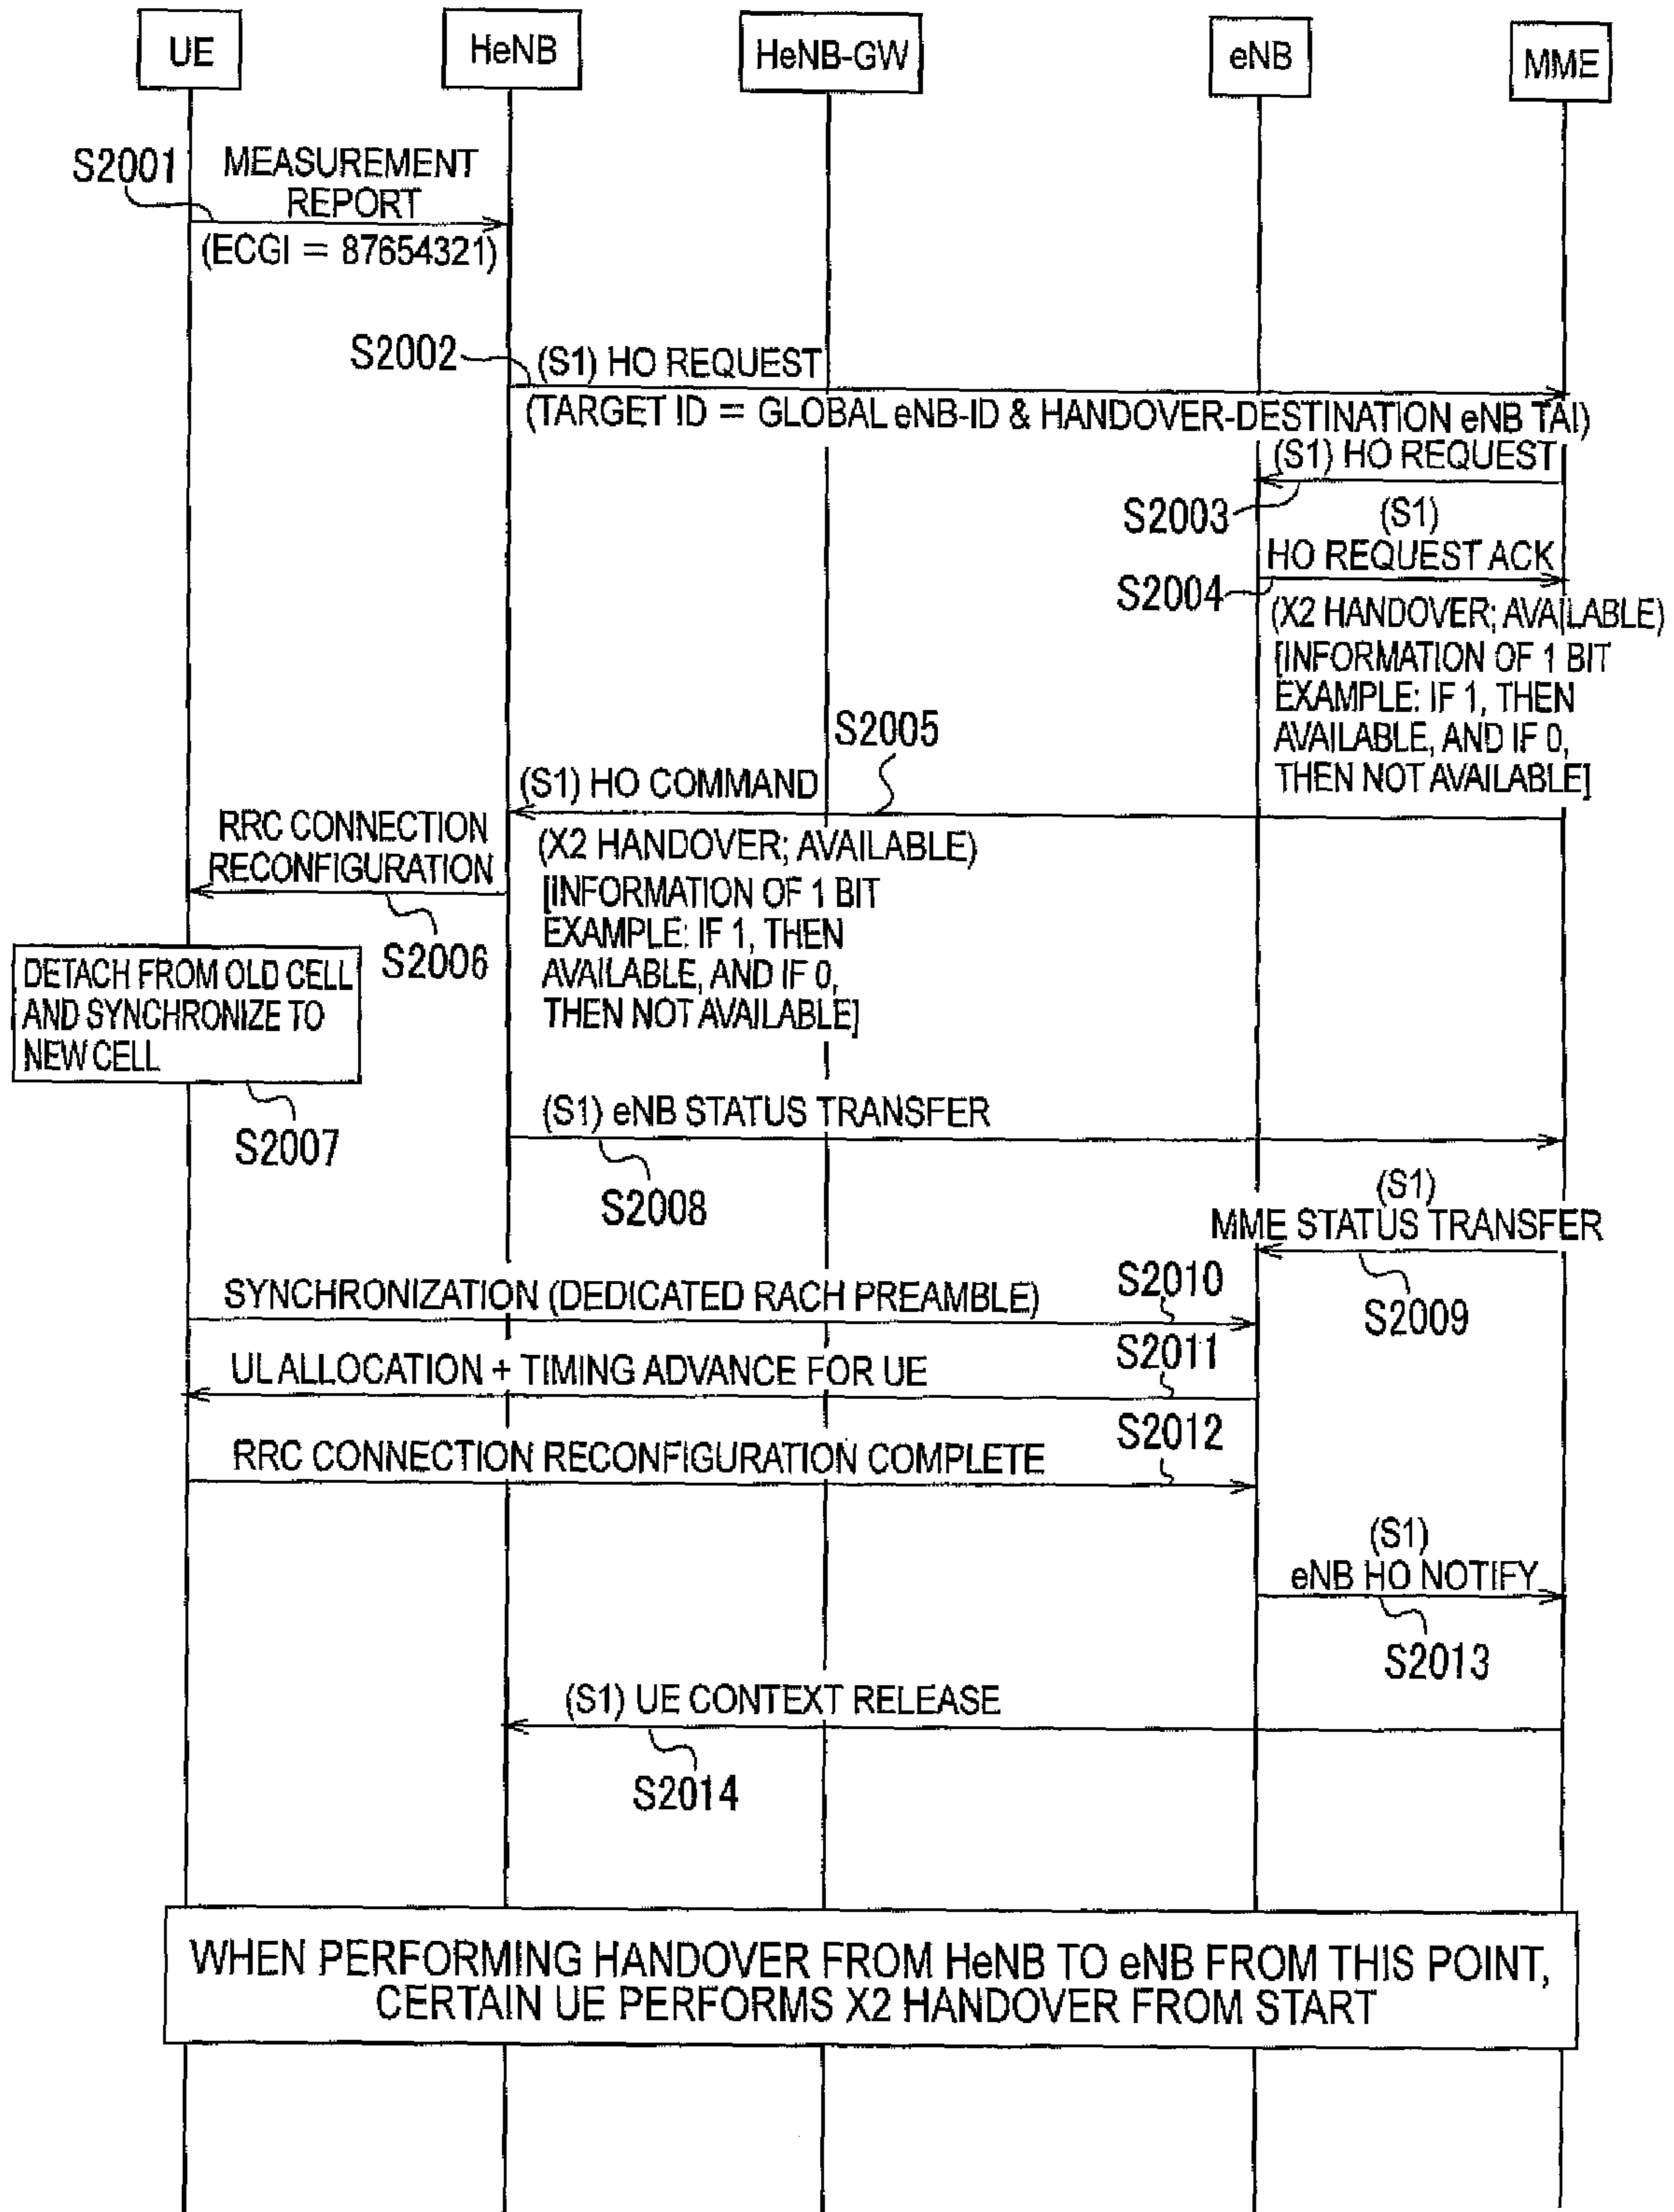 UE
HeNB
HeNB-GW
eNB
MME
S2001
MEASUREMENT
REPORT
(ECGI = 87654321)
S2002
(S1) HO REQUEST
(TARGET ID = GLOBAL eNB-ID & HANDOVER-DESTINATION eNB TAI)
(S1) HO REQUEST
S2003
(S1)
HO REQUEST ACK
S2004
(X2 HANDOVER; AVAILABLE)
[INFORMATION OF 1 BIT
EXAMPLE: IF 1, THEN
AVAILABLE, AND IF 0,
THEN NOT AVAILABLE]
S2005
(S1) HO COMMAND
(X2 HANDOVER; AVAILABLE)
[INFORMATION OF 1 BIT
EXAMPLE: IF 1, THEN
AVAILABLE, AND IF 0,
THEN NOT AVAILABLE]
RRC CONNECTION
RECONFIGURATION
S2006
DETACH FROM OLD CELL
AND SYNCHRONIZE TO
NEW CELL
S2007
(S1) eNB STATUS TRANSFER
S2008
(S1)
MME STATUS TRANSFER
S2009
SYNCHRONIZATION (DEDICATED RACH PREAMBLE)
S2010
UL ALLOCATION + TIMING ADVANCE FOR UE
S2011
RRC CONNECTION RECONFIGURATION COMPLETE
S2012
(S1)
eNB HO NOTIFY
S2013
(S1) UE CONTEXT RELEASE
S2014
WHEN PERFORMING HANDOVER FROM HeNB TO eNB FROM THIS POINT,
CERTAIN UE PERFORMS X2 HANDOVER FROM START